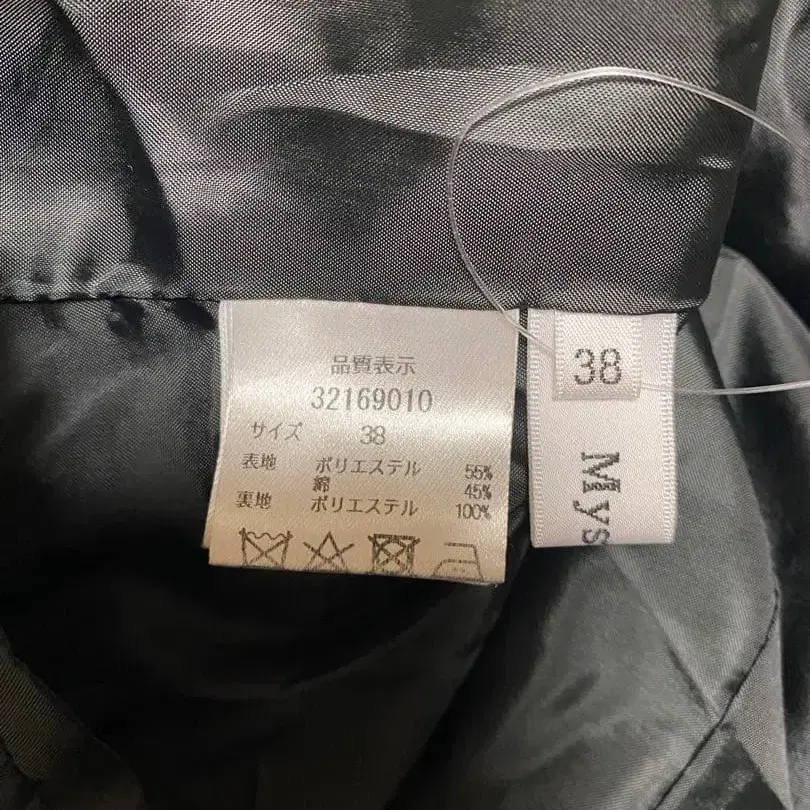 品質表示
32169010
サイズ 38
表地 ポリエステル 55%
綿 45%
裏地 ポリエステル 100%
38
Mys